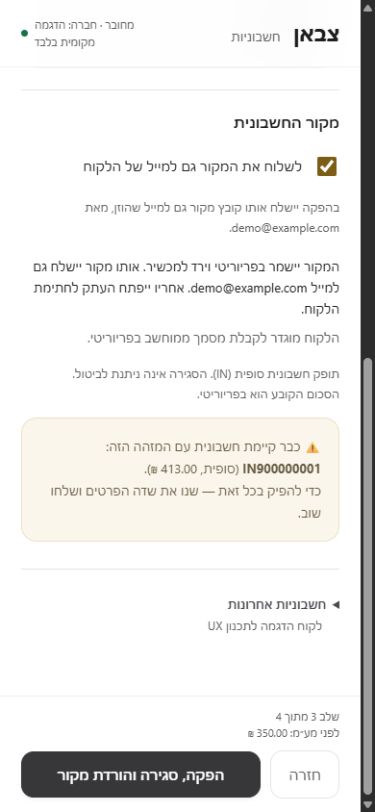 צבאן חשבוניות
מחובר · חברה: הדגמה
מקומית בלבד
מקור החשבונית
לשלוח את המקור גם למייל של הלקוח
בהפקה יישלח אותו קובץ מקור גם למייל שהוזן, מאת
demo@example.com.
המקור יישמר בפריוריטי וירד למכשיר. אותו מקור יישלח גם
למייל demo@example.com. אחריו ייפתח העתק לחתימת
הלקוח.
הלקוח מוגדר לקבלת מסמך ממוחשב בפריוריטי.
תופק חשבונית סופית (IN). הסגירה אינה ניתנת לביטול.
הסכום הקובע הוא בפריוריטי.
⚠️ כבר קיימת חשבונית עם המזהה הזה:
IN900000001 (סופית, 413.00 ₪).
כדי להפיק בכל זאת — שנו את שדה הפרטים ושלחו
שוב.
חשבוניות אחרונות
לקוח הדגמה לתכנון UX
שלב 3 מתוך 4
לפני מע״מ: 350.00 ₪
חזרה
הפקה, סגירה והורדת מקור